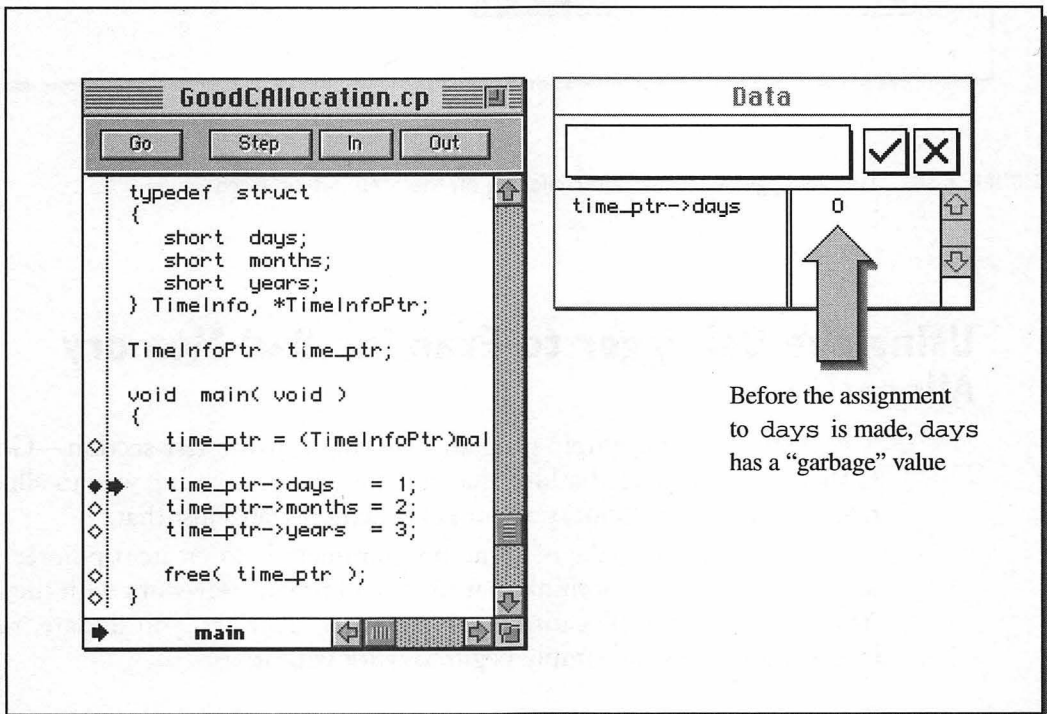 GoodCAllocation.cp
Go Step In Out
typedef struct
{
short days;
short months;
short years;
} TimeInfo, *TimeInfoPtr;
TimeInfoPtr time_ptr;
void main( void )
{
time_ptr = (TimeInfoPtr)mal
time_ptr->days = 1;
time_ptr->months = 2;
time_ptr->years = 3;
free( time_ptr );
}
main
Data
time_ptr->days 0
Before the assignment
to days is made, days
has a “garbage” value